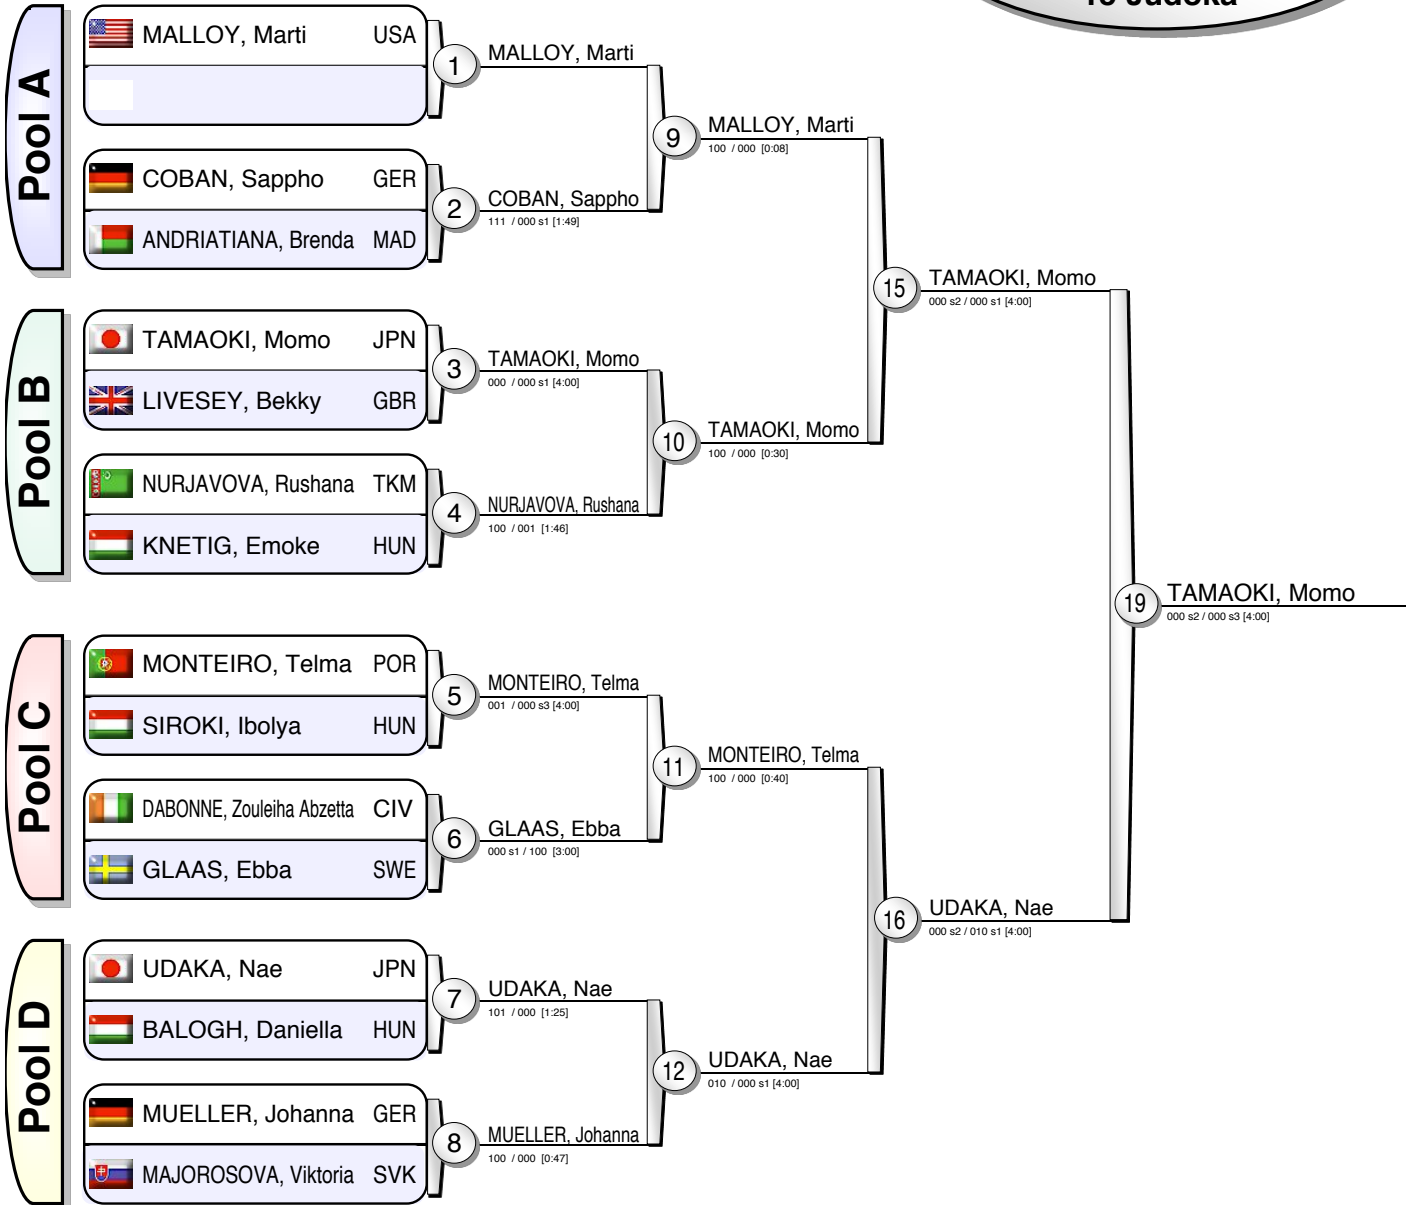 Pool A
MALLOY, Marti USA
COBAN, Sappho GER
ANDRIATIANA, Brenda MAD
Pool B
TAMAOKI, Momo JPN
LIVESEY, Bekky GBR
NURJAVOVA, Rushana TKM
KNETIG, Emoke HUN
Pool C
MONTEIRO, Telma POR
SIROKI, Ibolya HUN
DABONNE, Zouleiha Abzetta CIV
GLAAS, Ebba SWE
Pool D
UDAKA, Nae JPN
BALOGH, Daniella HUN
MUELLER, Johanna GER
MAJOROSOVA, Viktoria SVK
1
MALLOY, Marti
2
COBAN, Sappho
111 / 000 s1 [1:49]
3
TAMAOKI, Momo
000 / 000 s1 [4:00]
4
NURJAVOVA, Rushana
100 / 001 [1:46]
5
MONTEIRO, Telma
001 / 000 s3 [4:00]
6
GLAAS, Ebba
000 s1 / 100 [3:00]
7
UDAKA, Nae
101 / 000 [1:25]
8
MUELLER, Johanna
100 / 000 [0:47]
9
MALLOY, Marti
100 / 000 [0:08]
10
TAMAOKI, Momo
100 / 000 [0:30]
11
MONTEIRO, Telma
100 / 000 [0:40]
12
UDAKA, Nae
010 / 000 s1 [4:00]
15
TAMAOKI, Momo
000 s2 / 000 s1 [4:00]
16
UDAKA, Nae
000 s2 / 010 s1 [4:00]
19
TAMAOKI, Momo
000 s2 / 000 s3 [4:00]